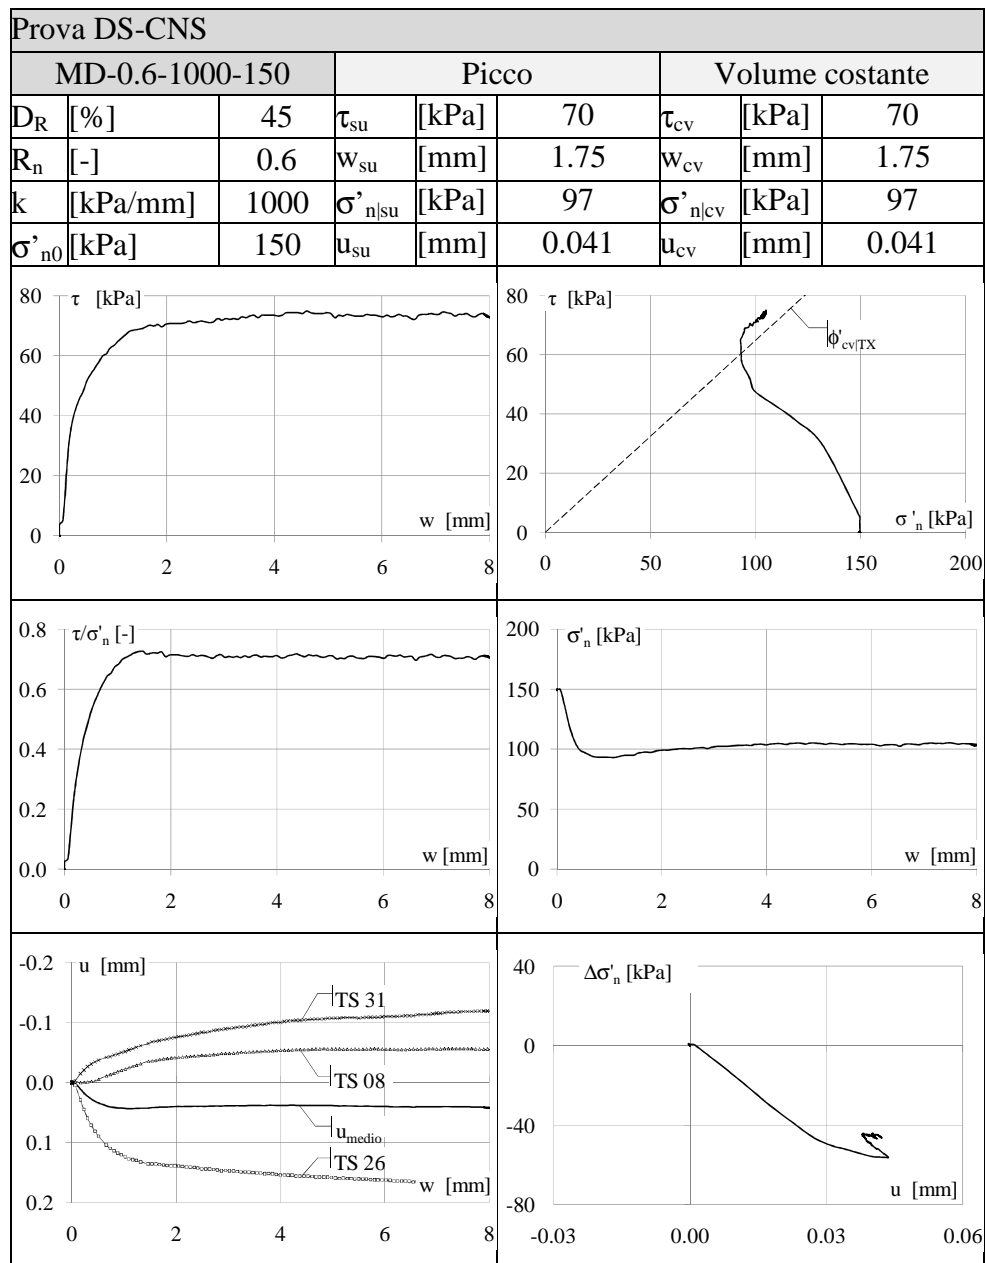 Prova DS-CNS
MD-0.6-1000-150 Picco Volume costante
D_R [%] 45 τ_su [kPa] 70 τ_cv [kPa] 70
R_n [-] 0.6 w_su [mm] 1.75 w_cv [mm] 1.75
k [kPa/mm] 1000 σ'_n|su [kPa] 97 σ'_n|cv [kPa] 97
σ'_n0 [kPa] 150 u_su [mm] 0.041 u_cv [mm] 0.041
τ [kPa]
80
60
40
20
0
w [mm]
0 2 4 6 8
τ [kPa]
80
60
40
20
0
ϕ'_cv|TX
σ'_n [kPa]
0 50 100 150 200
τ/σ'_n [-]
0.8
0.6
0.4
0.2
0.0
w [mm]
0 2 4 6 8
σ'_n [kPa]
200
150
100
50
0
w [mm]
0 2 4 6 8
u [mm]
-0.2
-0.1
0.0
0.1
0.2
TS 31
TS 08
u_medio
TS 26
w [mm]
0 2 4 6 8
Δσ'_n [kPa]
40
0
-40
-80
u [mm]
-0.03 0.00 0.03 0.06